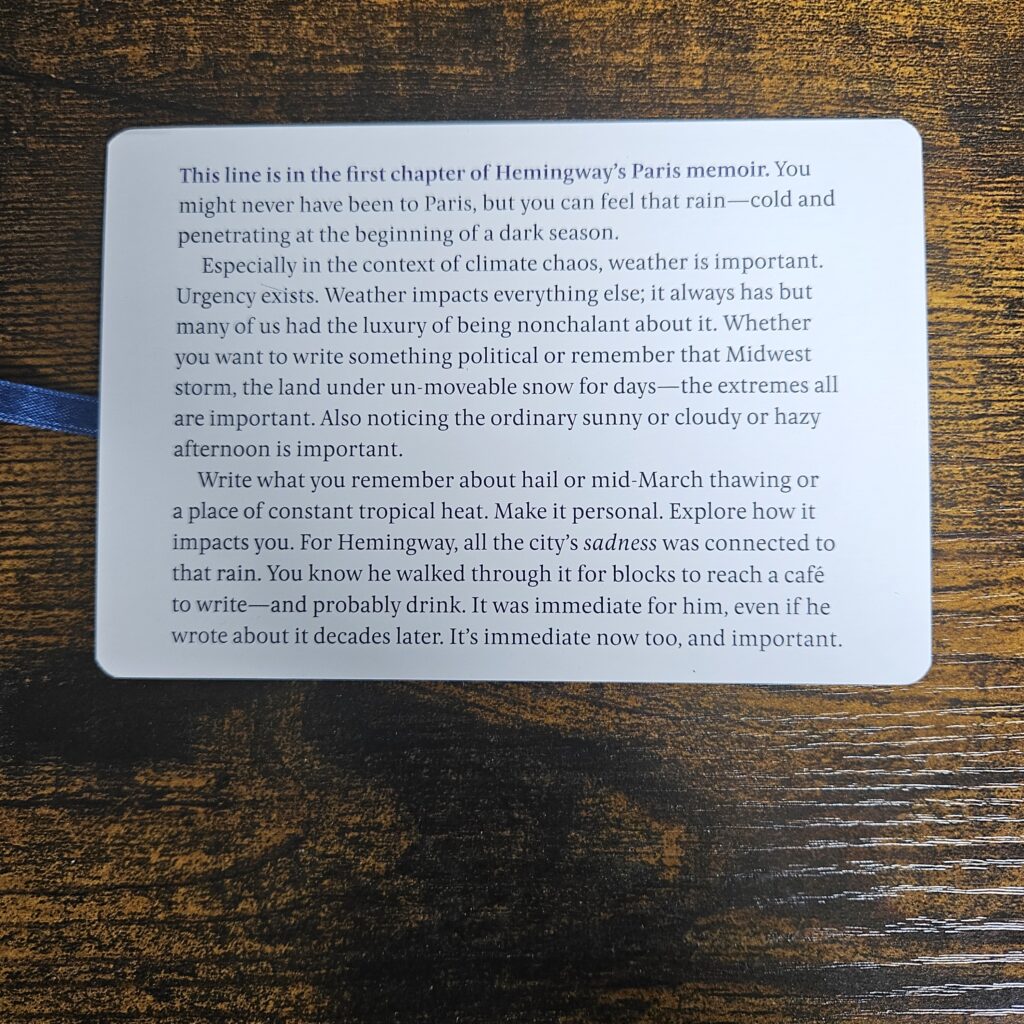 This line is in the first chapter of Hemingway’s Paris memoir. You
might never have been to Paris, but you can feel that rain—cold and
penetrating at the beginning of a dark season.
Especially in the context of climate chaos, weather is important.
Urgency exists. Weather impacts everything else; it always has but
many of us had the luxury of being nonchalant about it. Whether
you want to write something political or remember that Midwest
storm, the land under un-moveable snow for days—the extremes all
are important. Also noticing the ordinary sunny or cloudy or hazy
afternoon is important.
Write what you remember about hail or mid-March thawing or
a place of constant tropical heat. Make it personal. Explore how it
impacts you. For Hemingway, all the city’s sadness was connected to
that rain. You know he walked through it for blocks to reach a café
to write—and probably drink. It was immediate for him, even if he
wrote about it decades later. It’s immediate now too, and important.